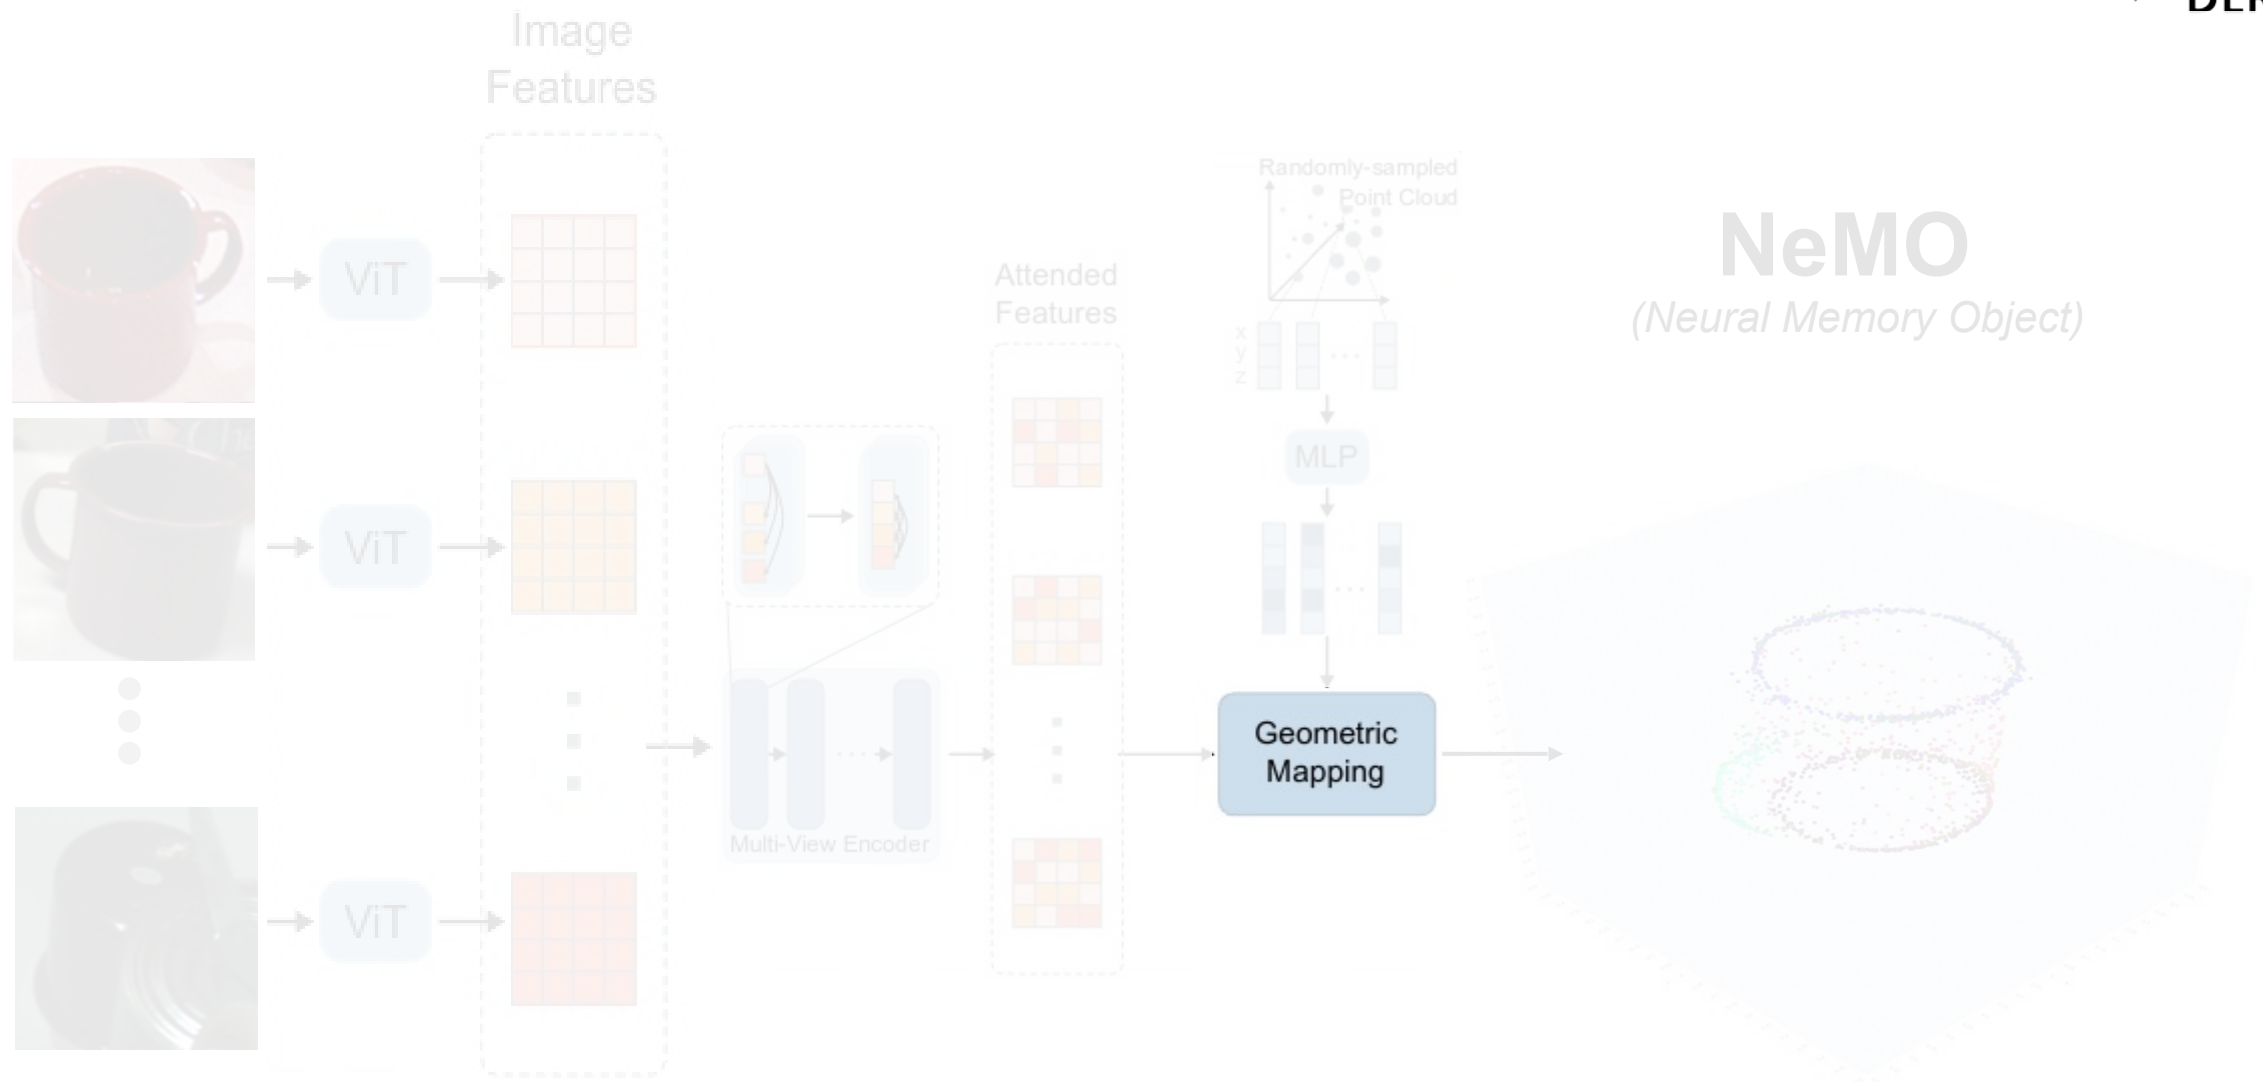 Image
Features
ViT
ViT
ViT
Multi-View Encoder
Attended
Features
Randomly-sampled
Point Cloud
x
y
z
MLP
Geometric
Mapping
NeMO
(Neural Memory Object)